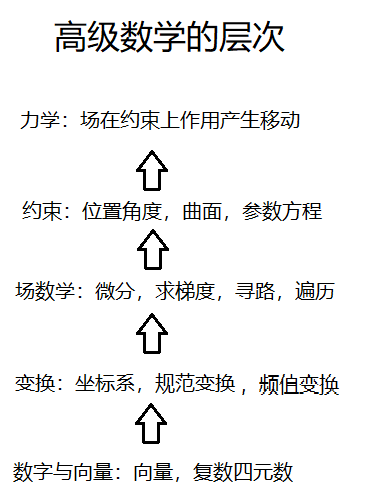 高级数学的层次
力学：场在约束上作用产生移动
约束：位置角度，曲面，参数方程
场数学：微分，求梯度，寻路，遍历
变换：坐标系，规范变换，频值变换
数字与向量：向量，复数四元数